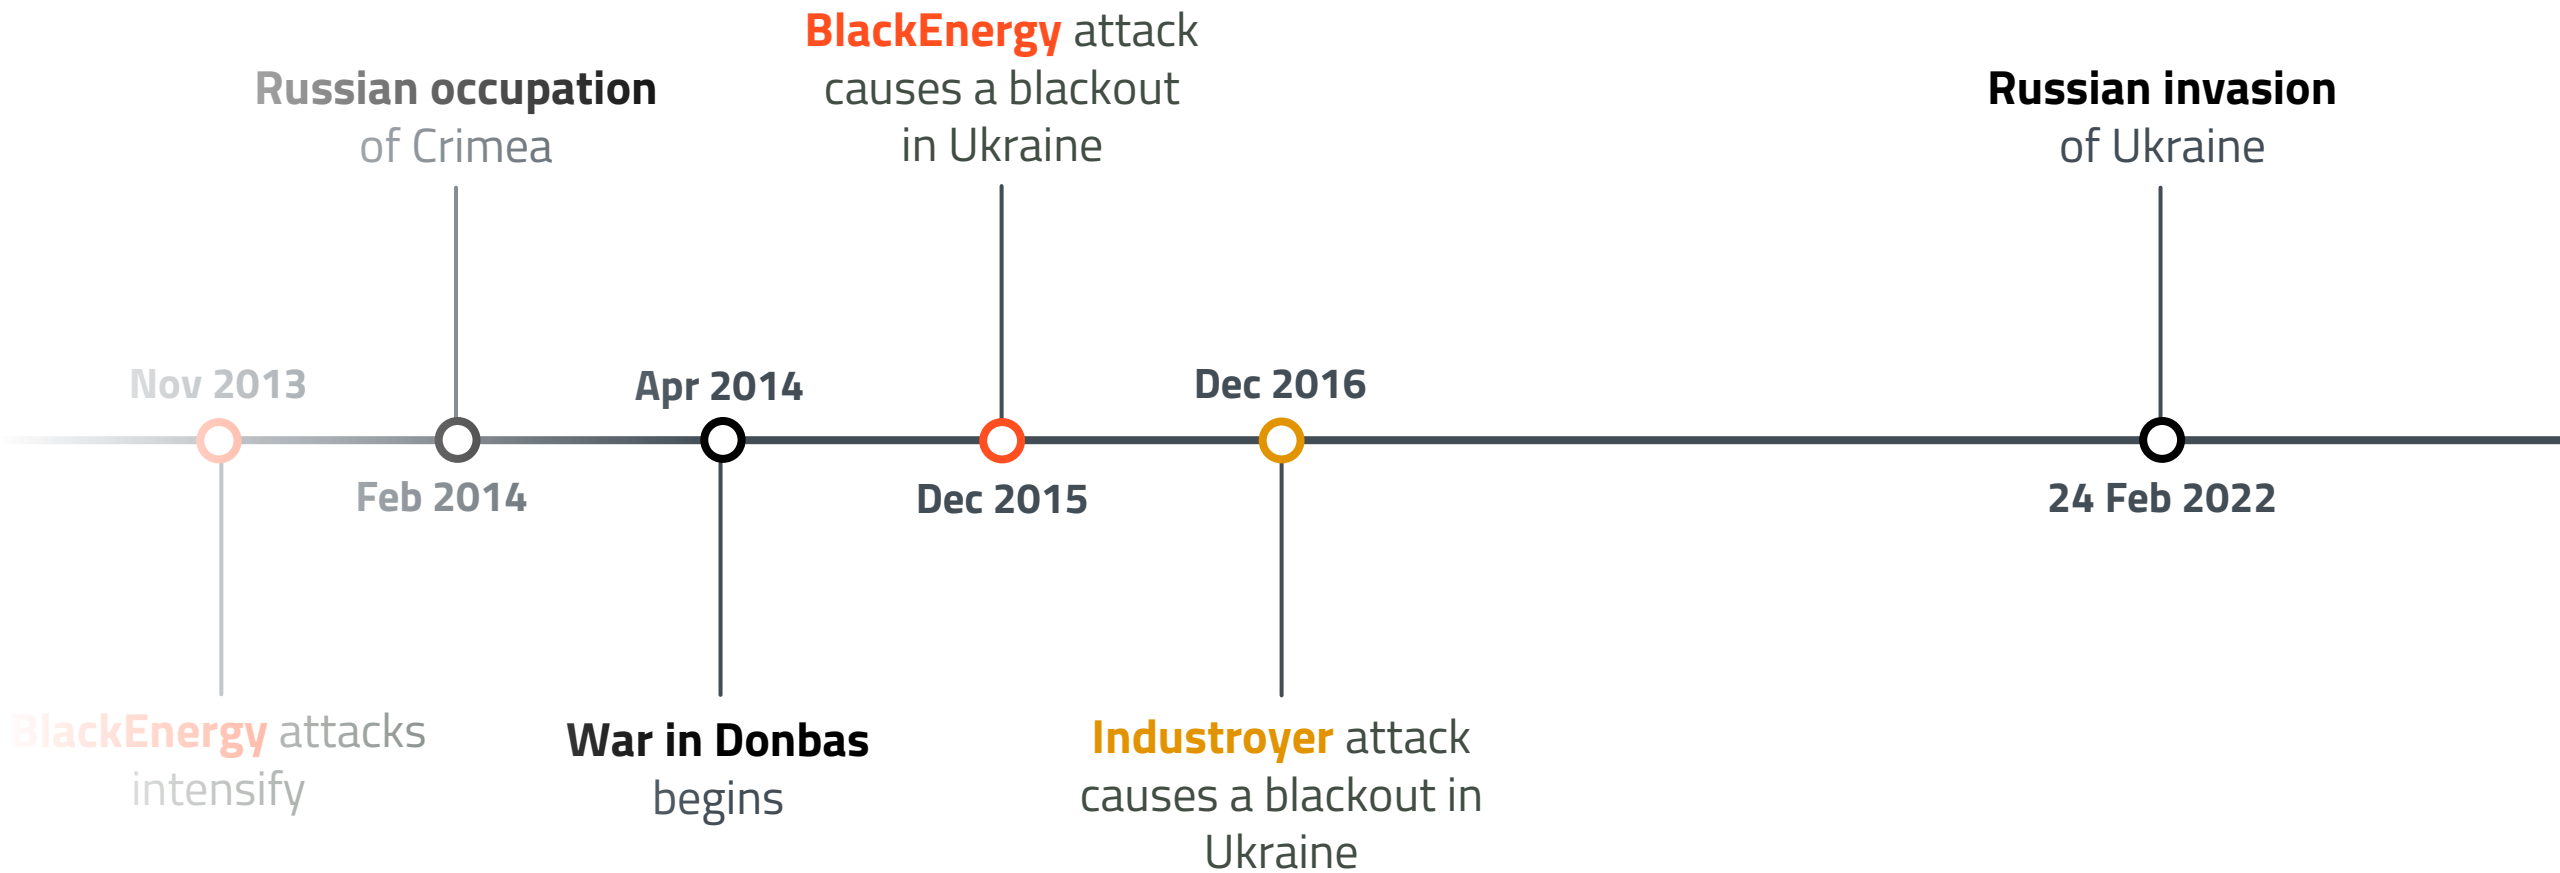 Nov 2013
BlackEnergy attacks
intensify
Russian occupation
of Crimea
Feb 2014
Apr 2014
War in Donbas
begins
BlackEnergy attack
causes a blackout
in Ukraine
Dec 2015
Dec 2016
Industroyer attack
causes a blackout in
Ukraine
Russian invasion
of Ukraine
24 Feb 2022